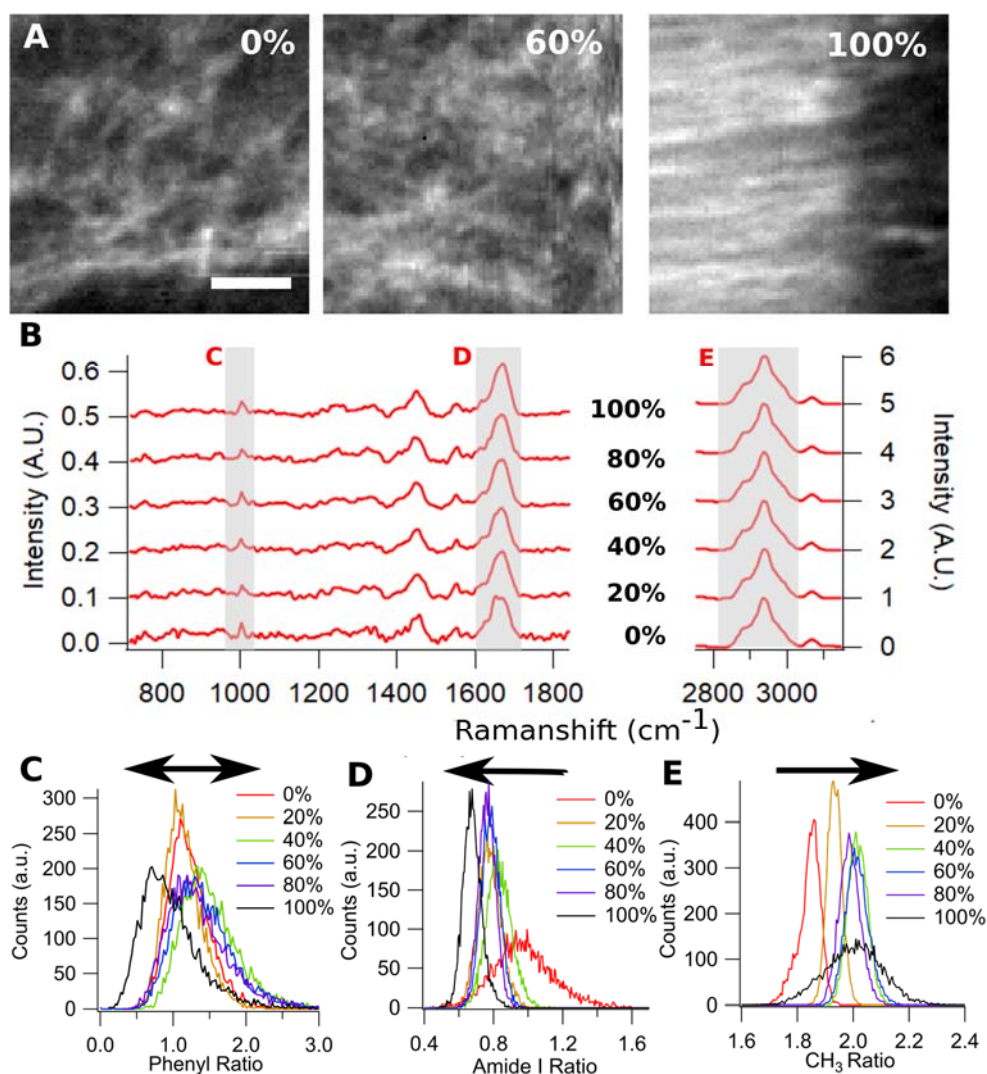 A
0%
60%
100%
B
C
D
E
Intensity (A.U.)
0.6
0.5
0.4
0.3
0.2
0.1
0.0
100%
80%
60%
40%
20%
0%
6
5
4
3
2
1
0
Intensity (A.U.)
800 1000 1200 1400 1600 1800
2800 3000
Ramanshift (cm-1)
C
Counts (a.u.)
300
250
200
150
100
50
0
0%
20%
40%
60%
80%
100%
0.0 1.0 2.0 3.0
Phenyl Ratio
D
Counts (a.u.)
250
200
150
100
50
0
0%
20%
40%
60%
80%
100%
0.4 0.8 1.2 1.6
Amide I Ratio
E
Counts (a.u.)
400
300
200
100
0
0%
20%
40%
60%
80%
100%
1.6 1.8 2.0 2.2 2.4
CH3 Ratio